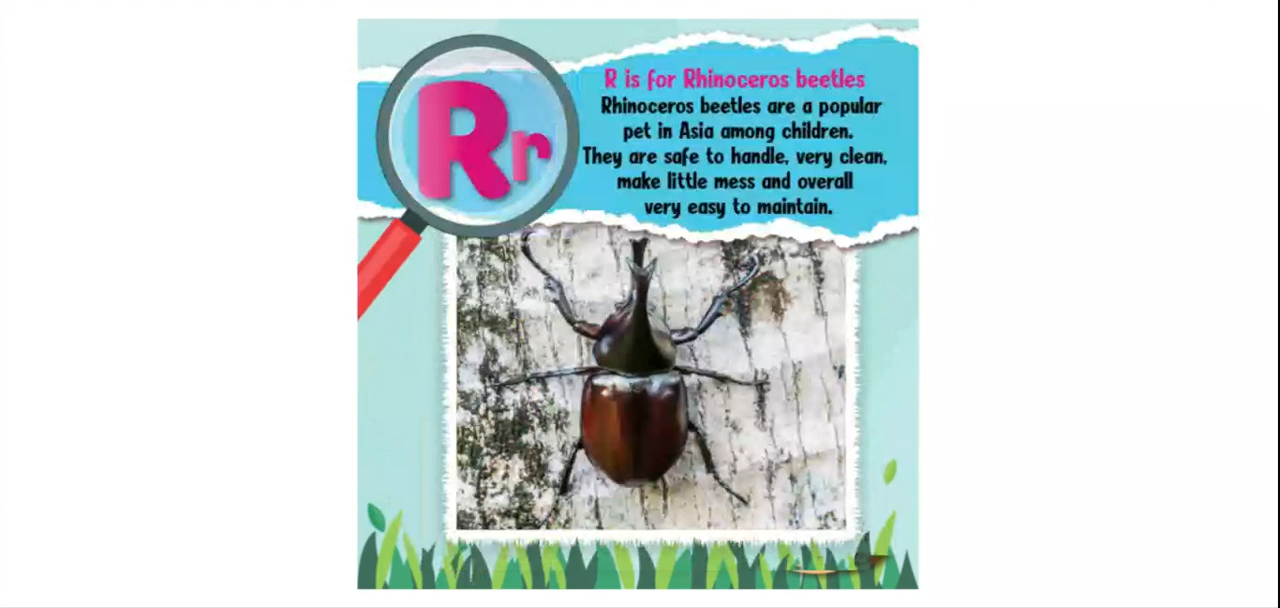 Rr
R is for Rhinoceros beetles
Rhinoceros beetles are a popular
pet in Asia among children.
They are safe to handle, very clean,
make little mess and overall
very easy to maintain.